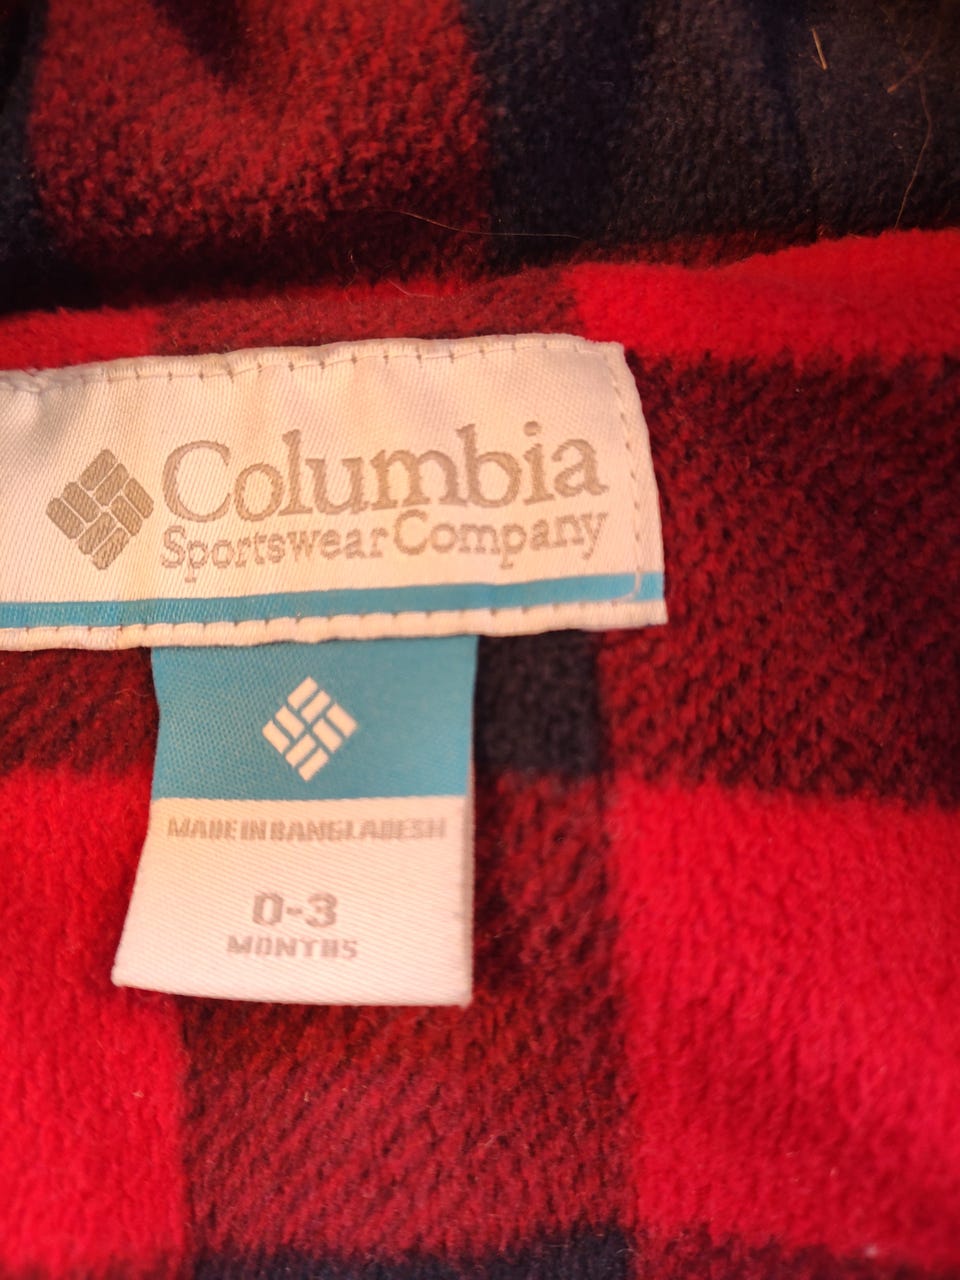 Columbia
Sportswear Company
MADE IN BANGLADESH
0-3
MONTHS